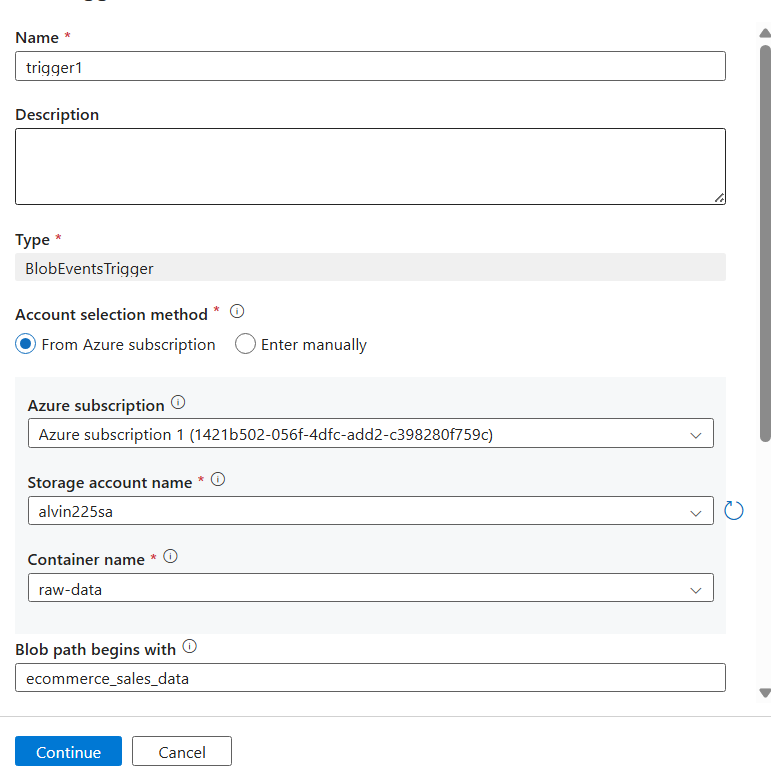 Name *
trigger1
Description
Type *
BlobEventsTrigger
Account selection method *
From Azure subscription Enter manually
Azure subscription
Azure subscription 1 (1421b502-056f-4dfc-add2-c398280f759c)
Storage account name *
alvin225sa
Container name *
raw-data
Blob path begins with
ecommerce_sales_data
Continue Cancel